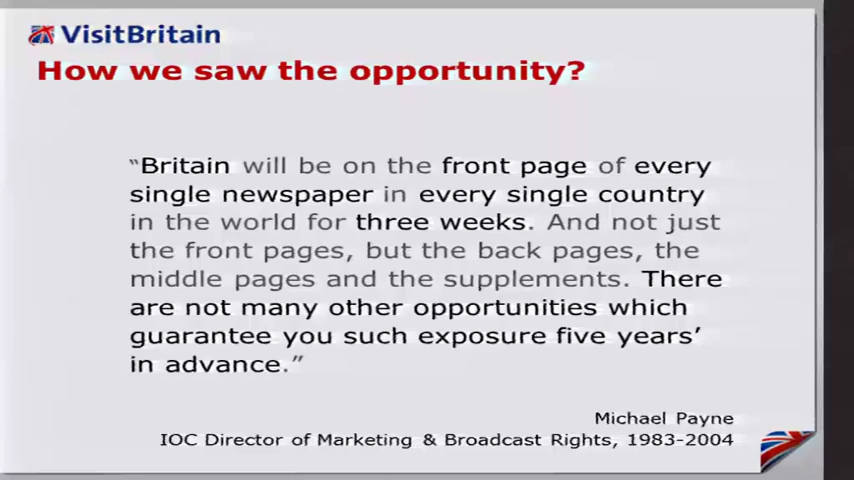 VisitBritain
How we saw the opportunity?
“Britain will be on the front page of every
single newspaper in every single country
in the world for three weeks. And not just
the front pages, but the back pages, the
middle pages and the supplements. There
are not many other opportunities which
guarantee you such exposure five years’
in advance.”
Michael Payne
IOC Director of Marketing & Broadcast Rights, 1983-2004